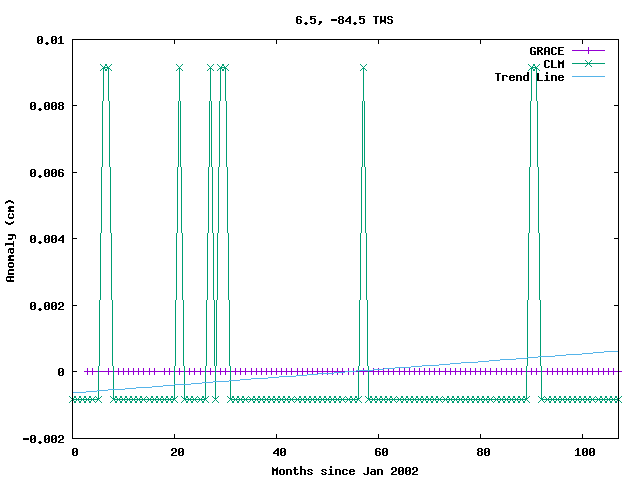 6.5, -84.5 TWS
0.01
0.008
0.006
0.004
0.002
0
-0.002
Anomaly (cm)
GRACE
CLM
Trend Line
0 20 40 60 80 100
Months since Jan 2002